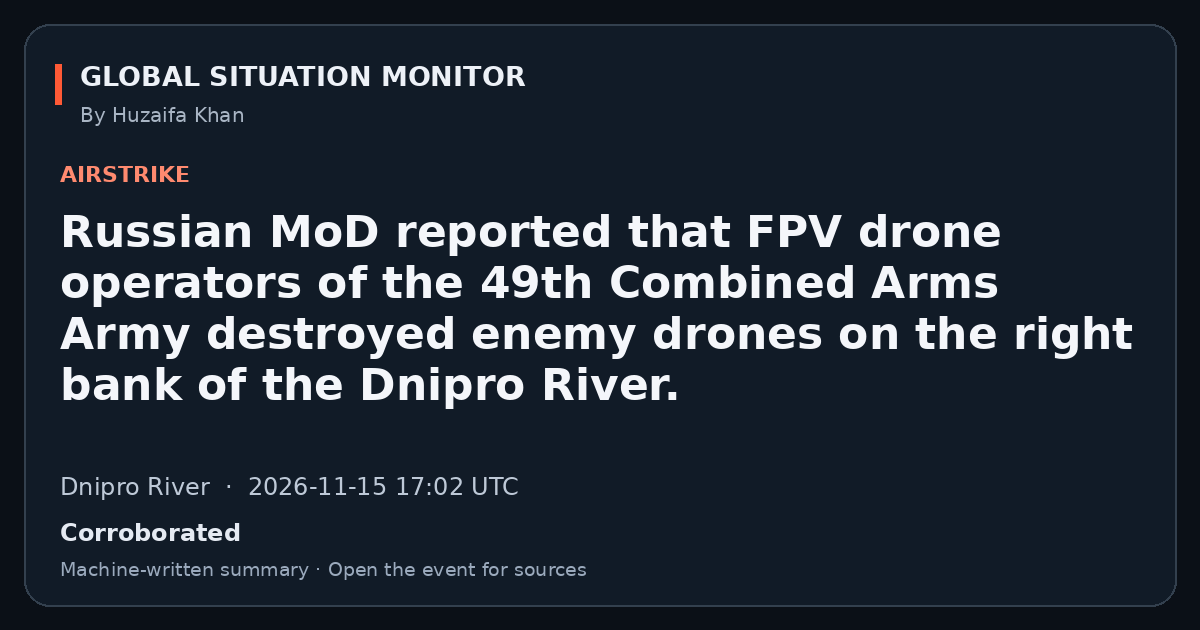 GLOBAL SITUATION MONITOR
By Huzaifa Khan
AIRSTRIKE
Russian MoD reported that FPV drone
operators of the 49th Combined Arms
Army destroyed enemy drones on the right
bank of the Dnipro River.
Dnipro River · 2026-11-15 17:02 UTC
Corroborated
Machine-written summary · Open the event for sources